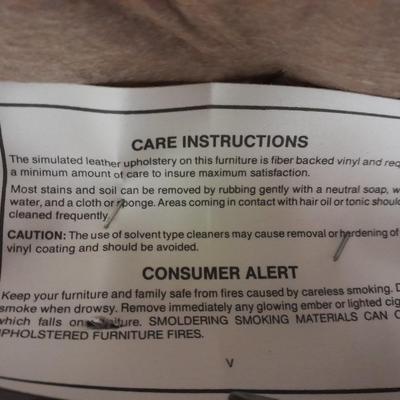 CARE INSTRUCTIONS
The simulated leather upholstery on this furniture is fiber backed vinyl and req
a minimum amount of care to insure maximum satisfaction.
Most stains and soil can be removed by rubbing gently with a neutral soap, w
water, and a cloth or sponge. Areas coming in contact with hair oil or tonic should
cleaned frequently.
CAUTION: The use of solvent type cleaners may cause removal or hardening of
vinyl coating and should be avoided.
CONSUMER ALERT
Keep your furniture and family safe from fires caused by careless smoking. D
smoke when drowsy. Remove immediately any glowing ember or lighted cig
which falls on furniture. SMOLDERING SMOKING MATERIALS CAN C
UPHOLSTERED FURNITURE FIRES.
V